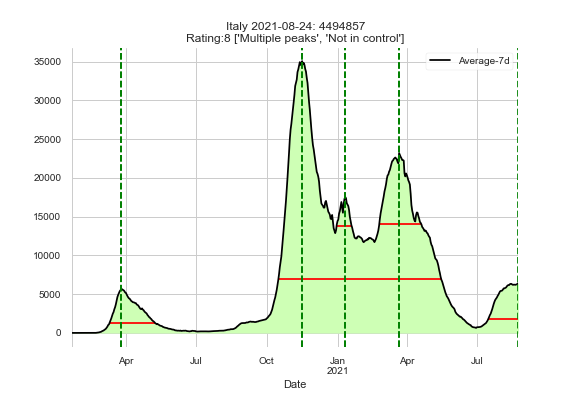 Italy 2021-08-24: 4494857
Rating:8 ['Multiple peaks', 'Not in control']
Average-7d
35000
30000
25000
20000
15000
10000
5000
0
Apr Jul Oct Jan Apr Jul
2021
Date